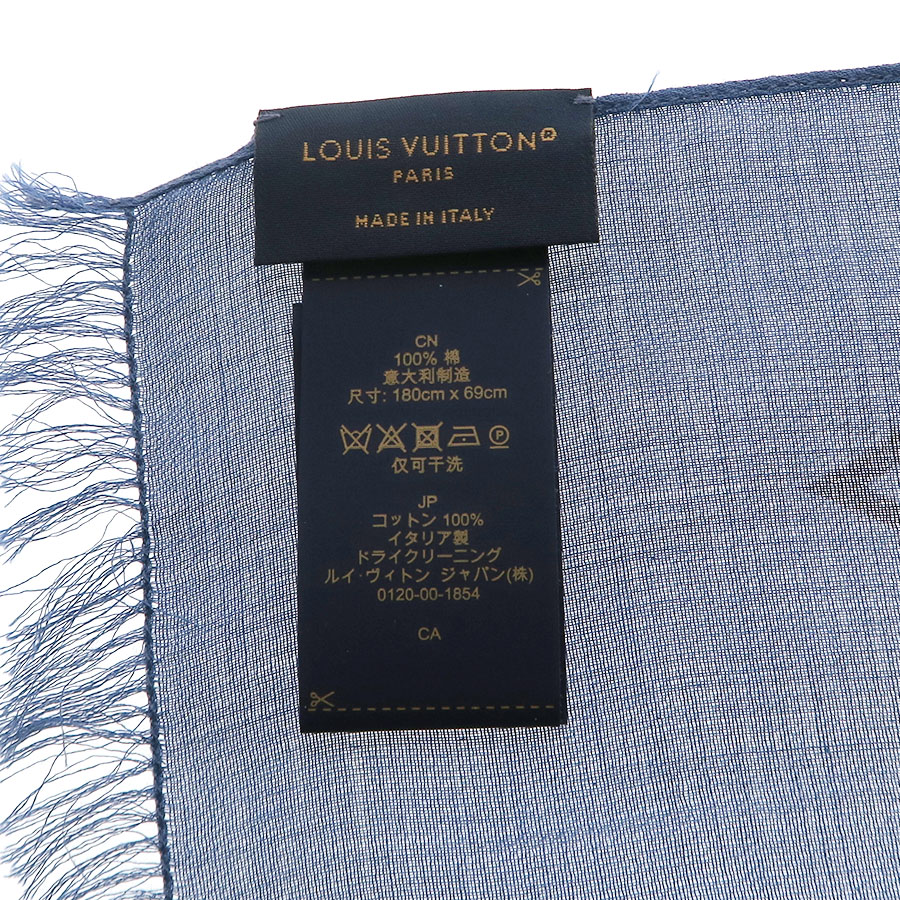 LOUIS VUITTON®
PARIS
MADE IN ITALY
CN
100% 棉
意大利制造
尺寸: 180cm x 69cm
P
仅可干洗
JP
コットン 100%
イタリア製
ドライクリーニング
ルイ·ヴィトン ジャパン(株)
0120-00-1854
CA